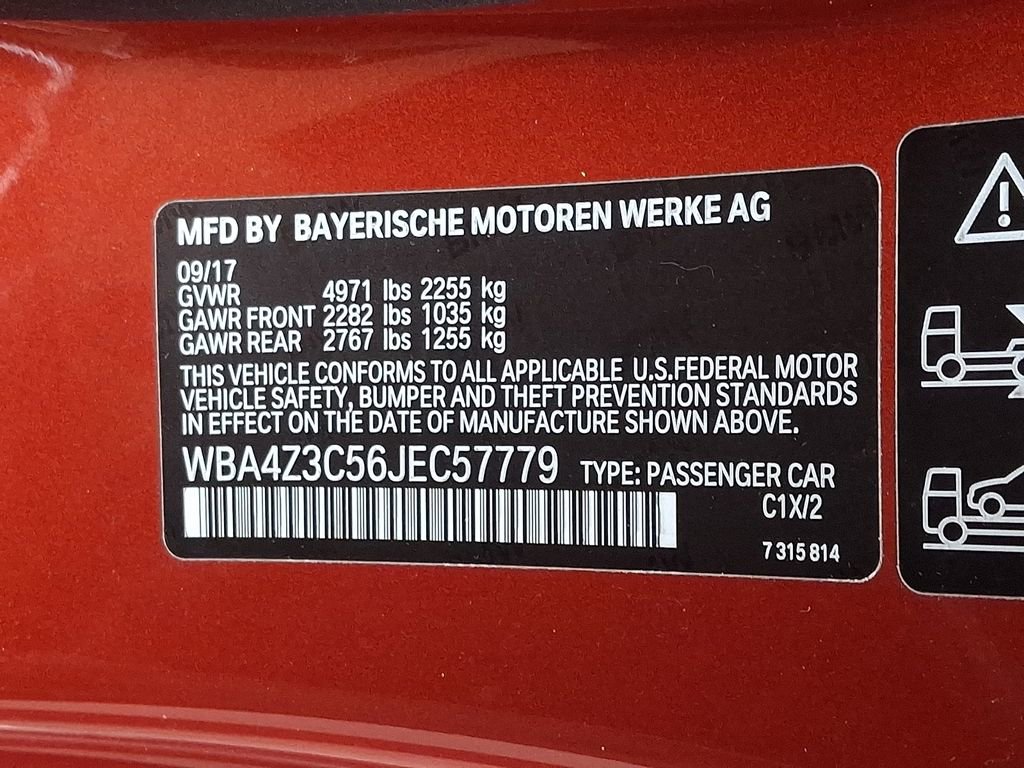 MFD BY BAYERISCHE MOTOREN WERKE AG
09/17
GVWR 4971 lbs 2255 kg
GAWR FRONT 2282 lbs 1035 kg
GAWR REAR 2767 lbs 1255 kg
THIS VEHICLE CONFORMS TO ALL APPLICABLE U.S.FEDERAL MOTOR
VEHICLE SAFETY, BUMPER AND THEFT PREVENTION STANDARDS
IN EFFECT ON THE DATE OF MANUFACTURE SHOWN ABOVE.
WBA4Z3C56JEC57779 TYPE: PASSENGER CAR
C1X/2
7 315 814